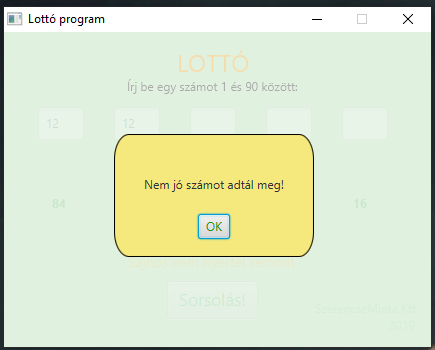 Lottó program
LOTTÓ
Írj be egy számot 1 és 90 között:
12 12
Nem jó számot adtál meg!
84 16
OK
Sorsolás!